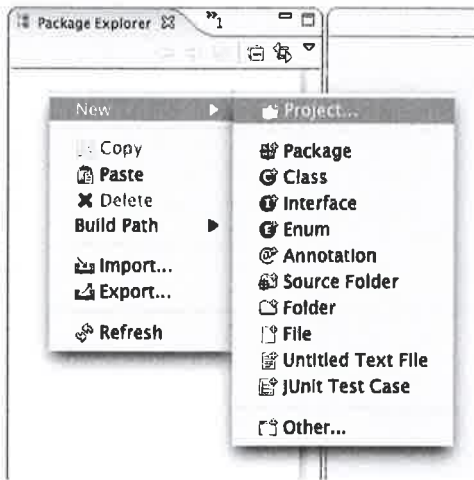 Package Explorer
1
New
Copy
Paste
Delete
Build Path
Import...
Export...
Refresh
Project...
Package
Class
Interface
Enum
Annotation
Source Folder
Folder
File
Untitled Text File
JUnit Test Case
Other...